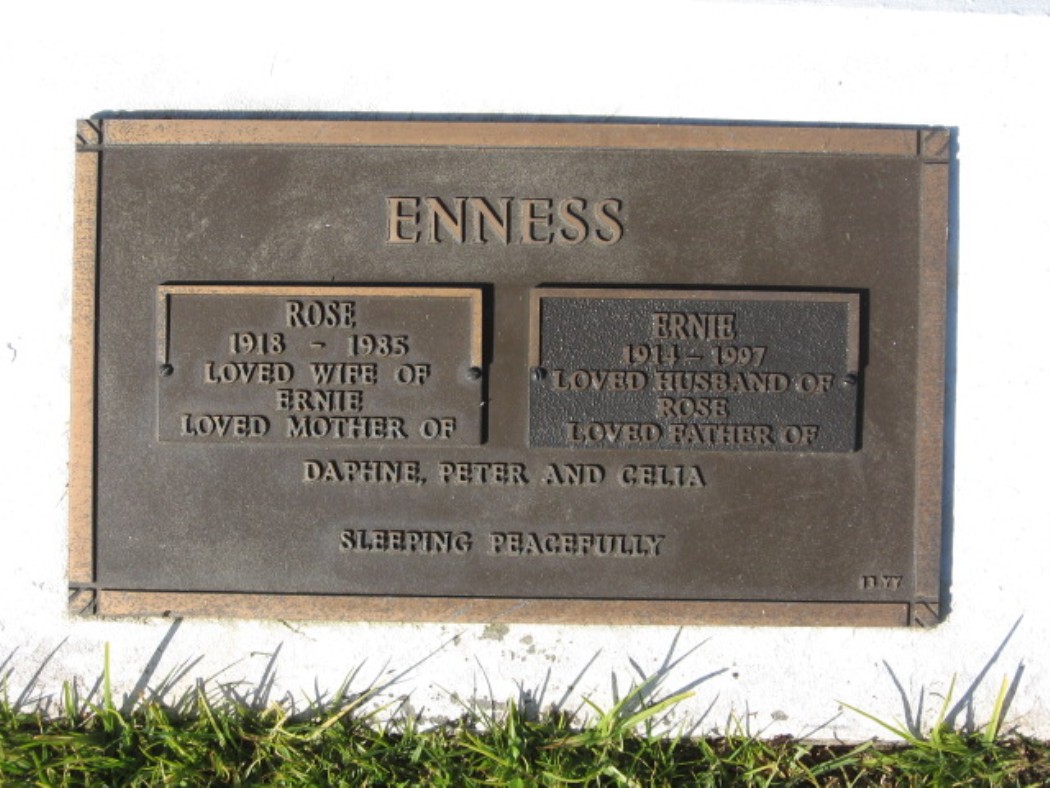 ENNESS
ROSE
1918 - 1985
LOVED WIFE OF
ERNIE
LOVED MOTHER OF
ERNIE
1914 - 1997
LOVED HUSBAND OF
ROSE
LOVED FATHER OF
DAPHNE, PETER AND CELIA
SLEEPING PEACEFULLY